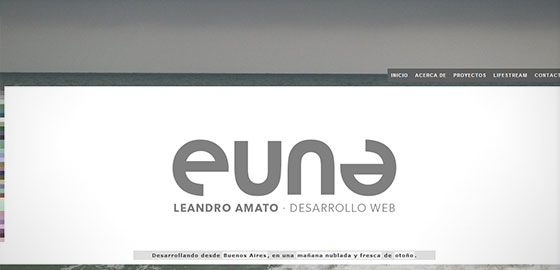 INICIO ACERCA DE PROYECTOS LIFESTREAM CONTACT
euna
LEANDRO AMATO · DESARROLLO WEB
Desarrollando desde Buenos Aires, en una mañana nublada y fresca de otoño.